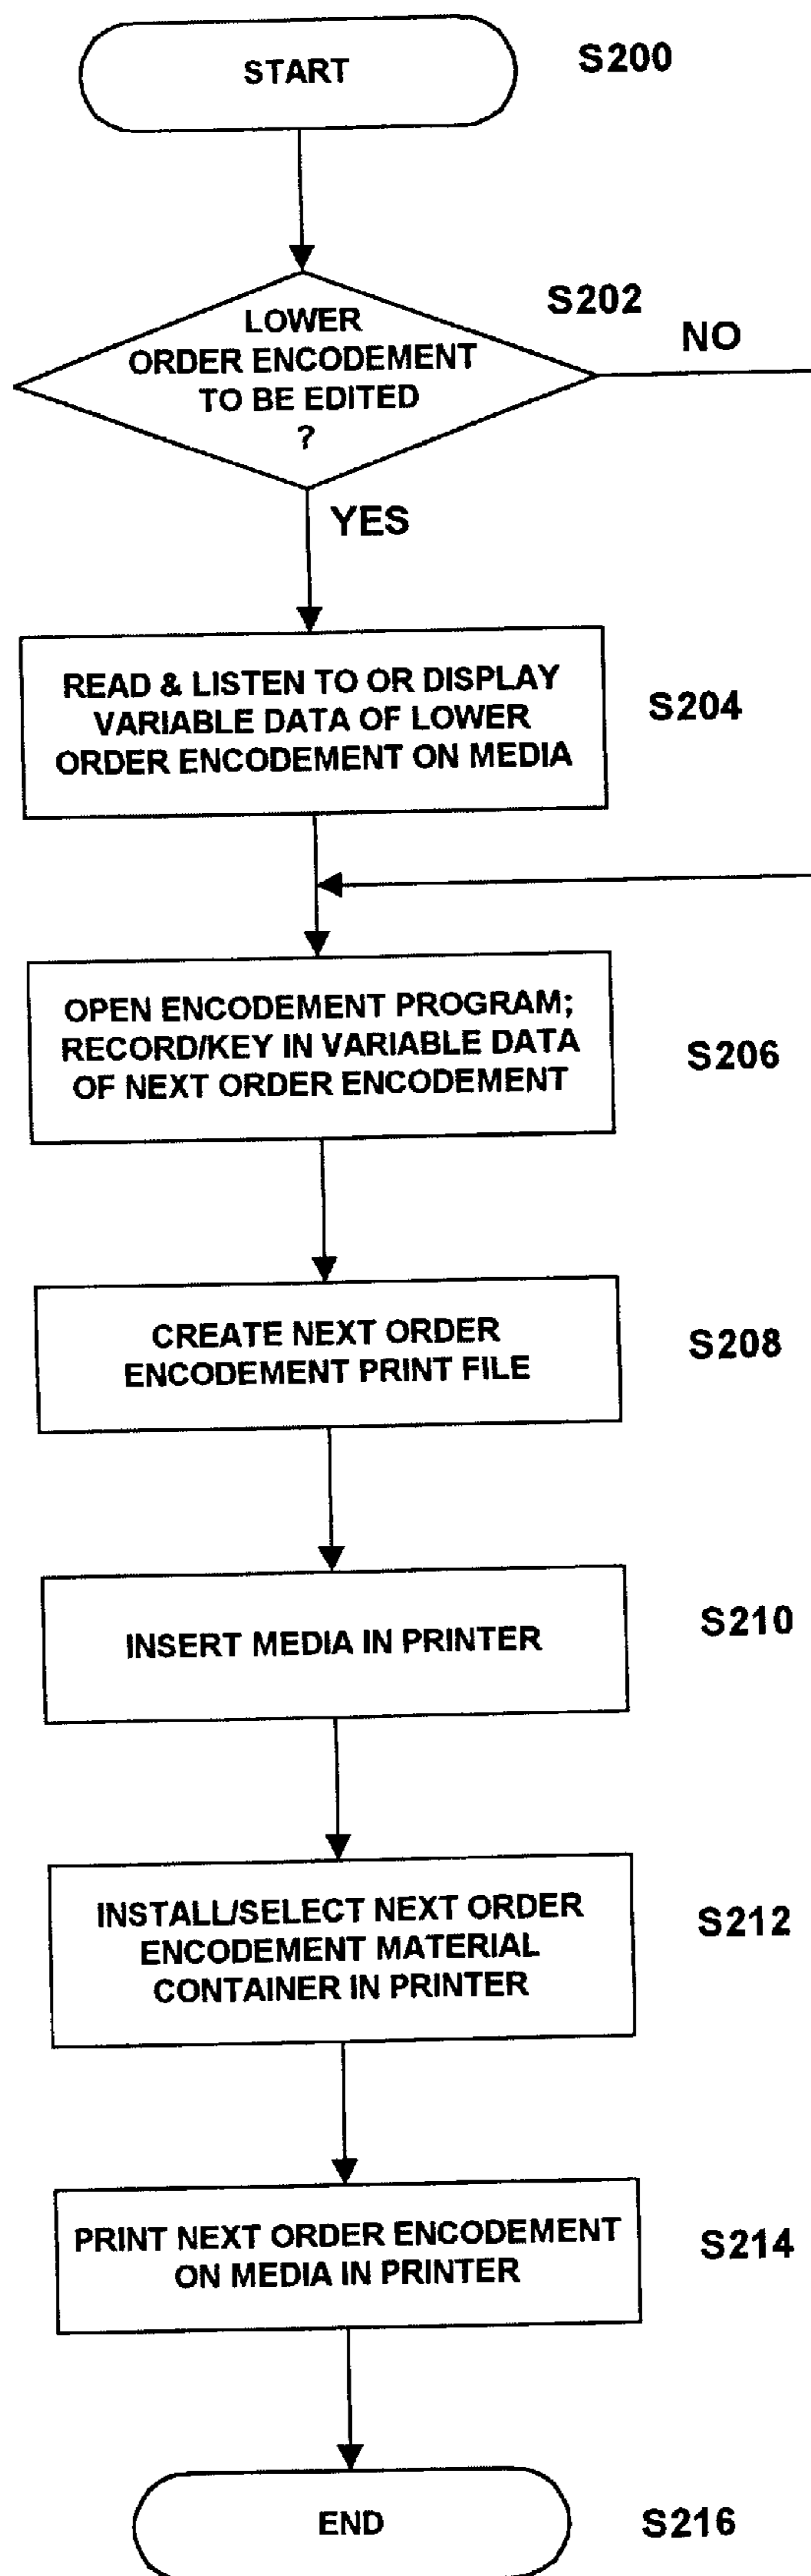 START
S200
LOWER
ORDER ENCODEMENT
TO BE EDITED
?
S202
NO
YES
READ & LISTEN TO OR DISPLAY
VARIABLE DATA OF LOWER
ORDER ENCODEMENT ON MEDIA
S204
OPEN ENCODEMENT PROGRAM;
RECORD/KEY IN VARIABLE DATA
OF NEXT ORDER ENCODEMENT
S206
CREATE NEXT ORDER
ENCODEMENT PRINT FILE
S208
INSERT MEDIA IN PRINTER
S210
INSTALL/SELECT NEXT ORDER
ENCODEMENT MATERIAL
CONTAINER IN PRINTER
S212
PRINT NEXT ORDER ENCODEMENT
ON MEDIA IN PRINTER
S214
END
S216